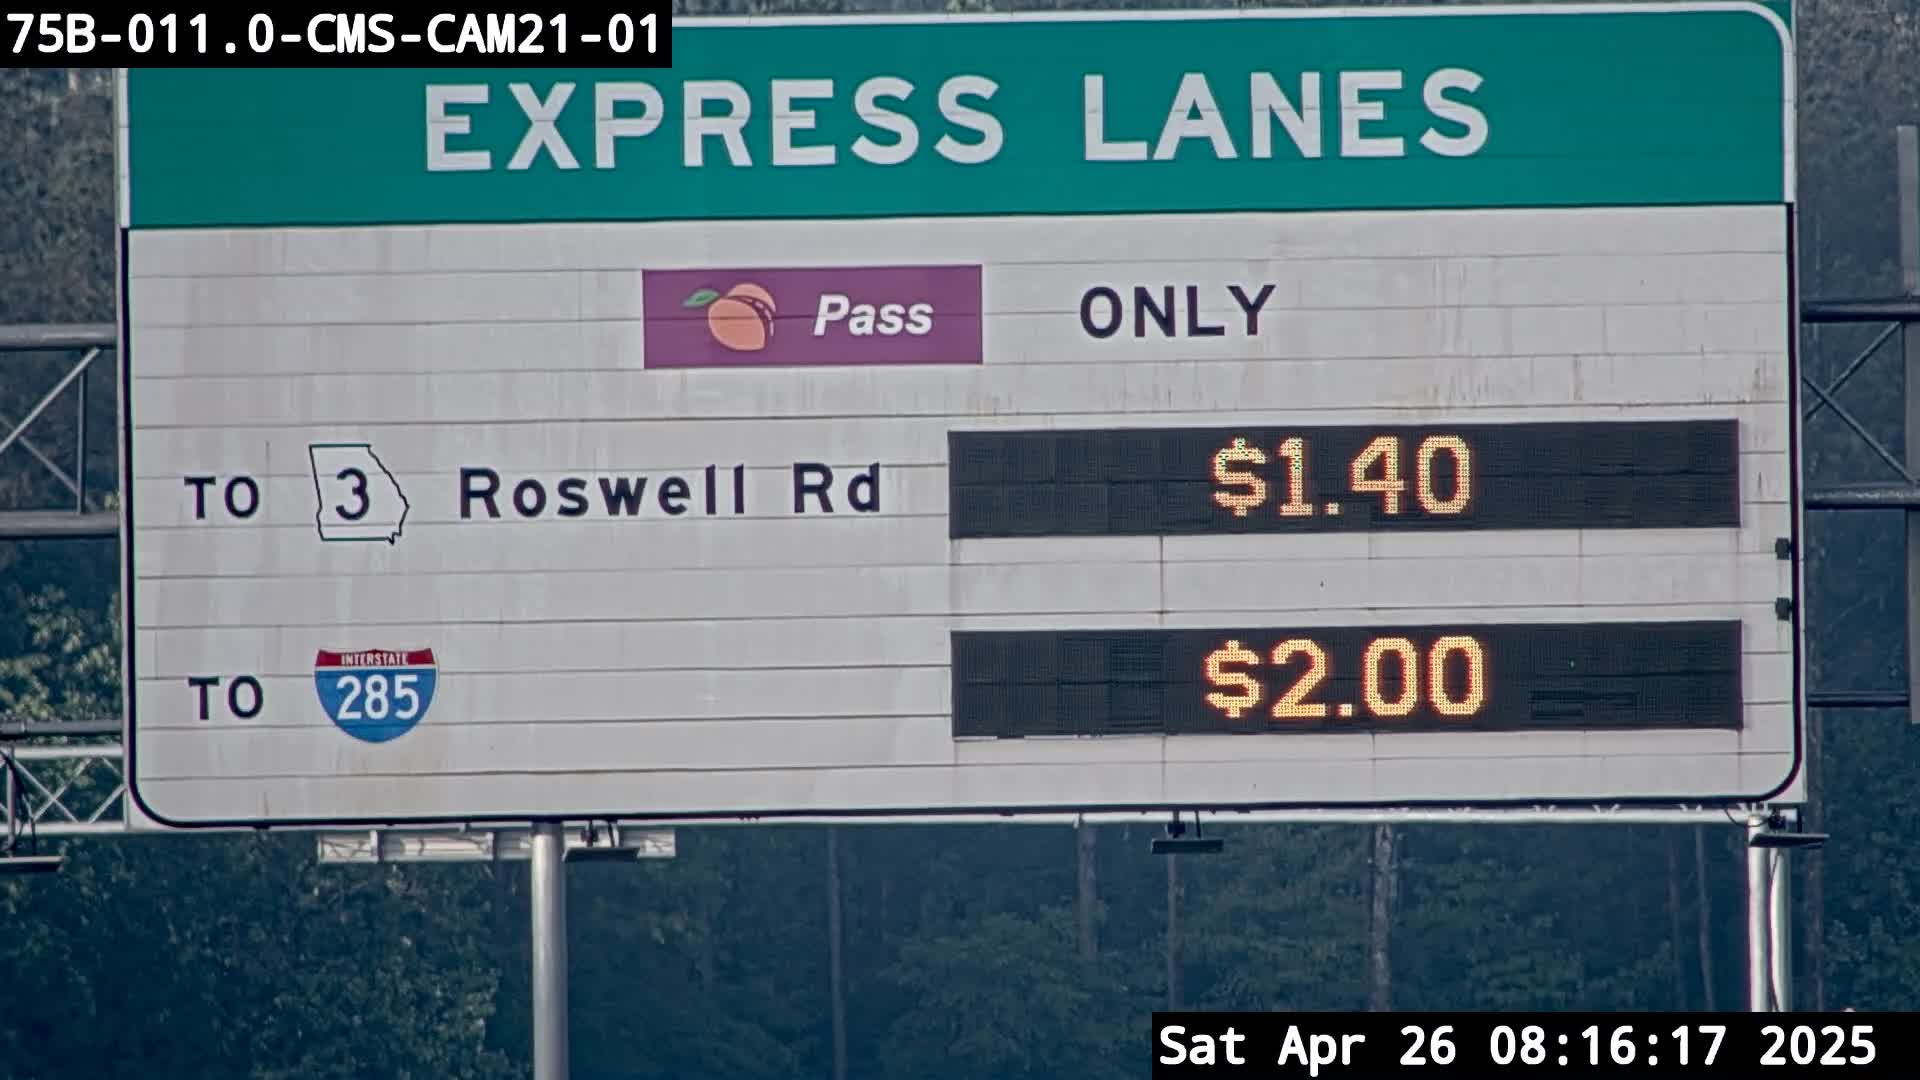 75B-011.0-CMS-CAM21-01
EXPRESS LANES
Pass ONLY
TO 3 Roswell Rd $1.40
TO INTERSTATE 285 $2.00
Sat Apr 26 08:16:17 2025